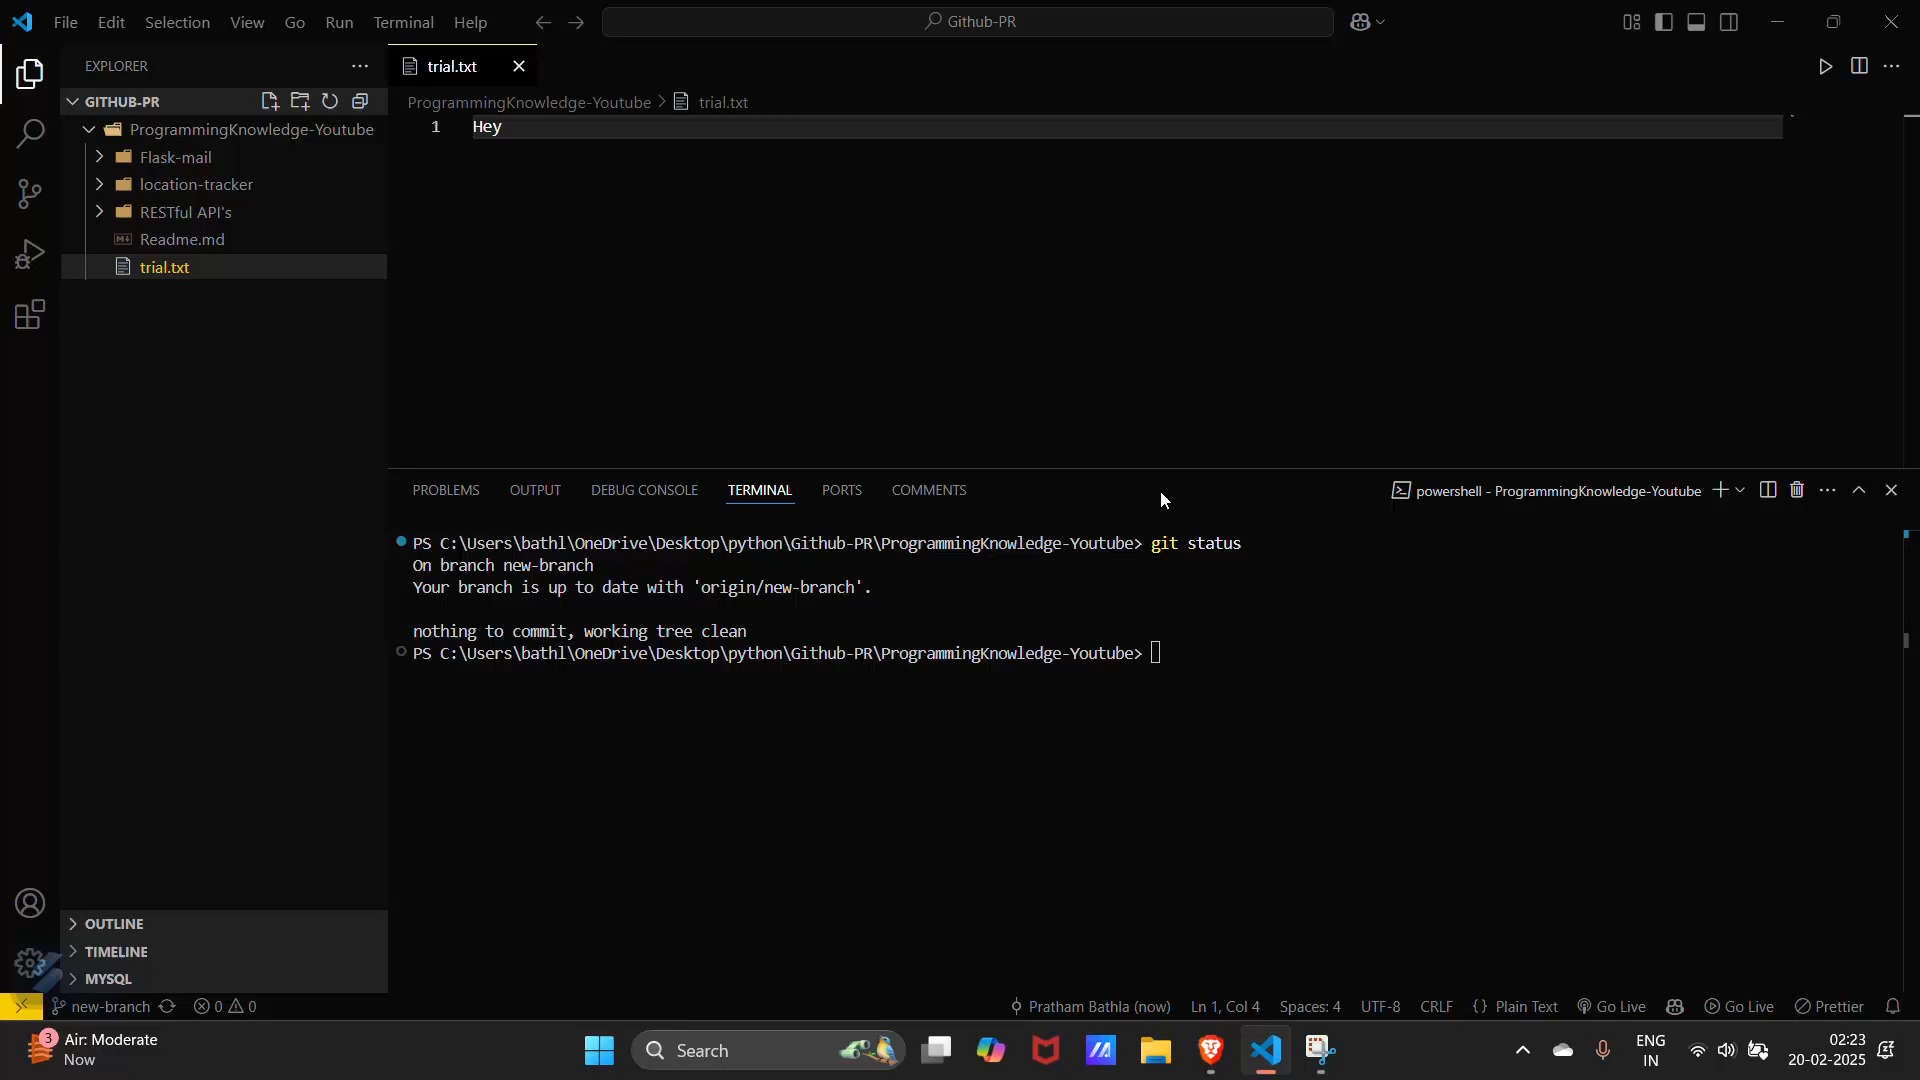 File Edit Selection View Go Run Terminal Help
Github-PR
EXPLORER
trial.txt
GITHUB-PR
ProgrammingKnowledge-Youtube > trial.txt
ProgrammingKnowledge-Youtube
1 Hey
Flask-mail
location-tracker
RESTful API's
Readme.md
trial.txt
PROBLEMS OUTPUT DEBUG CONSOLE TERMINAL PORTS COMMENTS
powershell - ProgrammingKnowledge-Youtube
PS C:\Users\bathl\OneDrive\Desktop\python\Github-PR\ProgrammingKnowledge-Youtube> git status
On branch new-branch
Your branch is up to date with 'origin/new-branch'.
nothing to commit, working tree clean
PS C:\Users\bathl\OneDrive\Desktop\python\Github-PR\ProgrammingKnowledge-Youtube>
OUTLINE
TIMELINE
MYSQL
new-branch 0 0 Pratham Bathla (now) Ln 1, Col 4 Spaces: 4 UTF-8 CRLF {} Plain Text Go Live Go Live Prettier
3 Air: Moderate
Now
Search
ENG
IN
02:23
20-02-2025